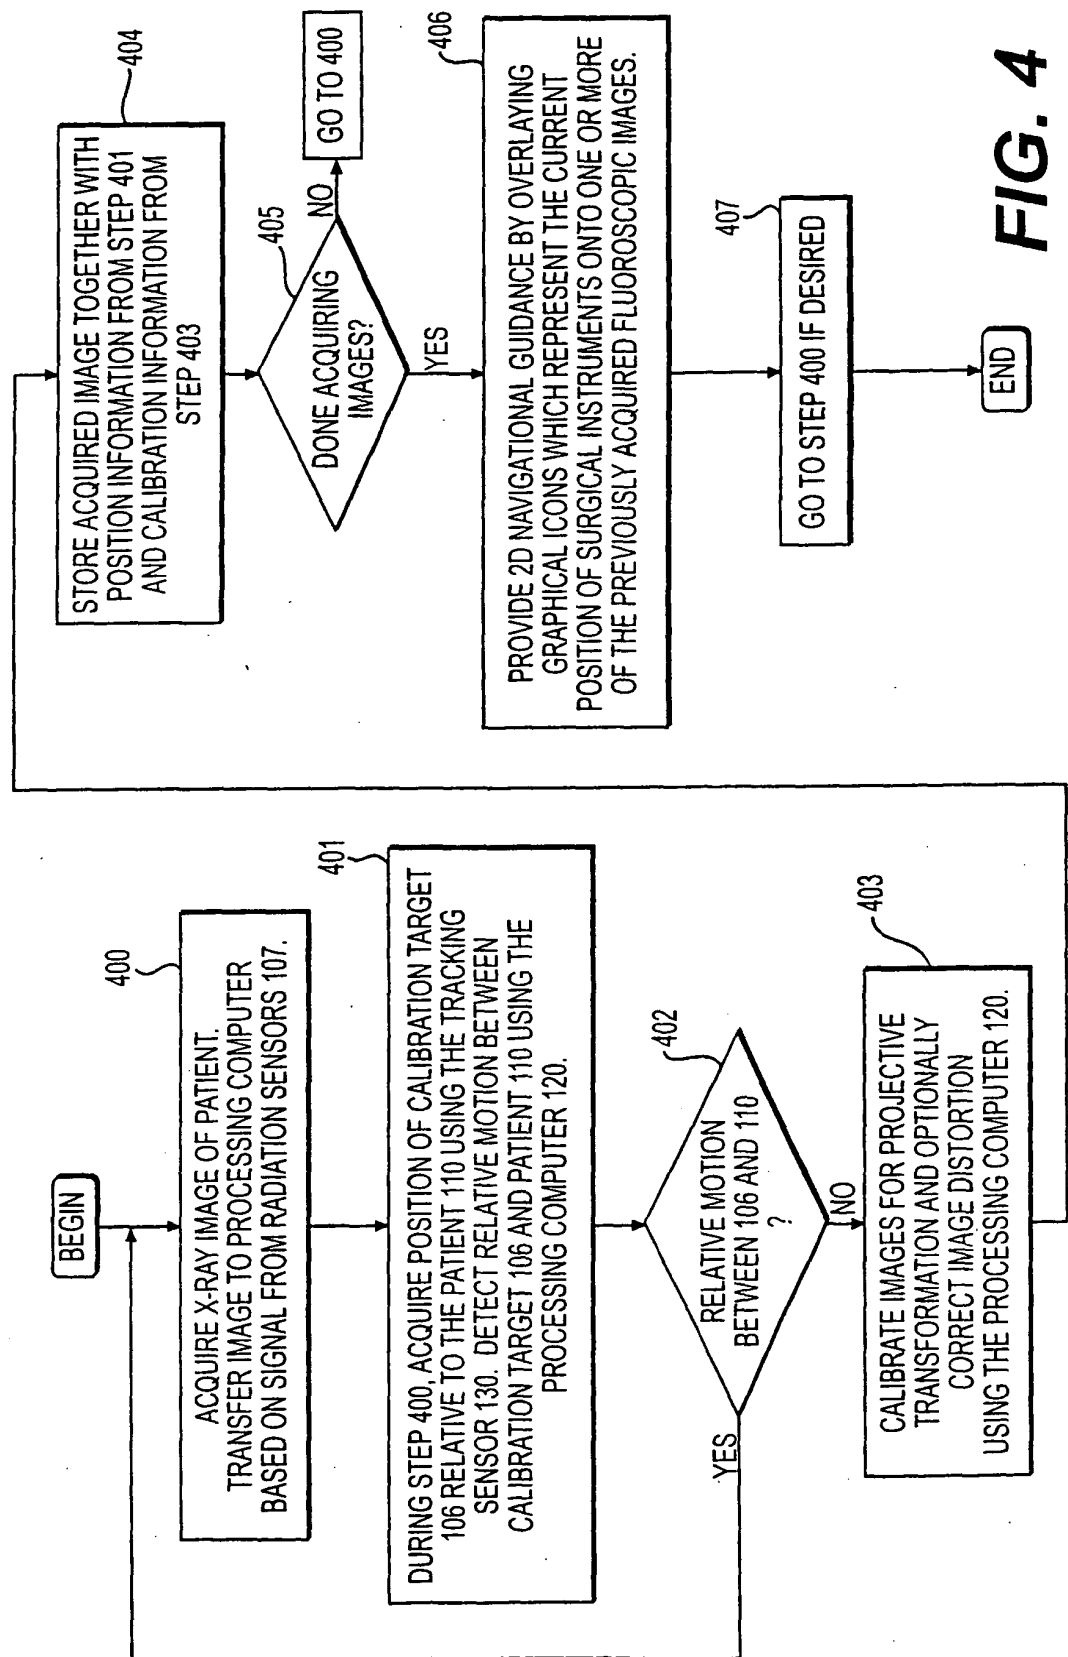 BEGIN
400
ACQUIRE X-RAY IMAGE OF PATIENT.
TRANSFER IMAGE TO PROCESSING COMPUTER
BASED ON SIGNAL FROM RADIATION SENSORS 107.
401
DURING STEP 400, ACQUIRE POSITION OF CALIBRATION TARGET
106 RELATIVE TO THE PATIENT 110 USING THE TRACKING
SENSOR 130. DETECT RELATIVE MOTION BETWEEN
CALIBRATION TARGET 106 AND PATIENT 110 USING THE
PROCESSING COMPUTER 120.
402
RELATIVE MOTION
BETWEEN 106 AND 110
?
YES
NO
403
CALIBRATE IMAGES FOR PROJECTIVE
TRANSFORMATION AND OPTIONALLY
CORRECT IMAGE DISTORTION
USING THE PROCESSING COMPUTER 120.
404
STORE ACQUIRED IMAGE TOGETHER WITH
POSITION INFORMATION FROM STEP 401
AND CALIBRATION INFORMATION FROM
STEP 403
405
DONE ACQUIRING
IMAGES?
NO
GO TO 400
YES
406
PROVIDE 2D NAVIGATIONAL GUIDANCE BY OVERLAYING
GRAPHICAL ICONS WHICH REPRESENT THE CURRENT
POSITION OF SURGICAL INSTRUMENTS ONTO ONE OR MORE
OF THE PREVIOUSLY ACQUIRED FLUOROSCOPIC IMAGES.
407
GO TO STEP 400 IF DESIRED
END
FIG. 4